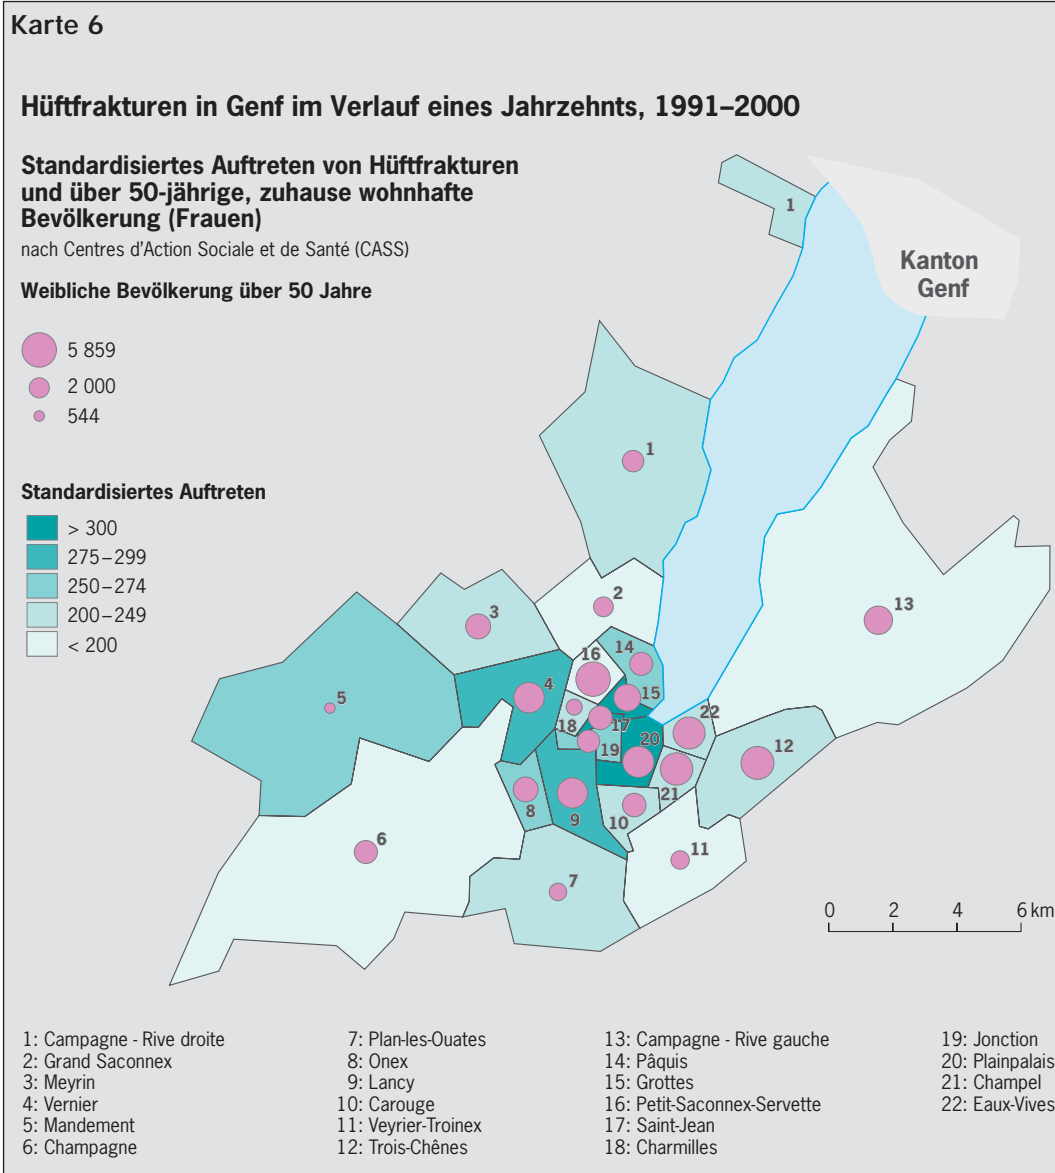 Karte 6
Hüftfrakturen in Genf im Verlauf eines Jahrzehnts, 1991–2000
Standardisiertes Auftreten von Hüftfrakturen
und über 50-jährige, zuhause wohnhafte
Bevölkerung (Frauen)
nach Centres d'Action Sociale et de Santé (CASS)
Weibliche Bevölkerung über 50 Jahre
5 859
2 000
544
Standardisiertes Auftreten
> 300
275–299
250–274
200–249
< 200
Kanton
Genf
1
1
2
3
13
14
16
4
15
5
22
17
18
20
19
12
21
8
9
10
6
11
7
0 2 4 6 km
1: Campagne - Rive droite
2: Grand Saconnex
3: Meyrin
4: Vernier
5: Mandement
6: Champagne
7: Plan-les-Ouates
8: Onex
9: Lancy
10: Carouge
11: Veyrier-Troinex
12: Trois-Chênes
13: Campagne - Rive gauche
14: Pâquis
15: Grottes
16: Petit-Saconnex-Servette
17: Saint-Jean
18: Charmilles
19: Jonction
20: Plainpalais
21: Champel
22: Eaux-Vives